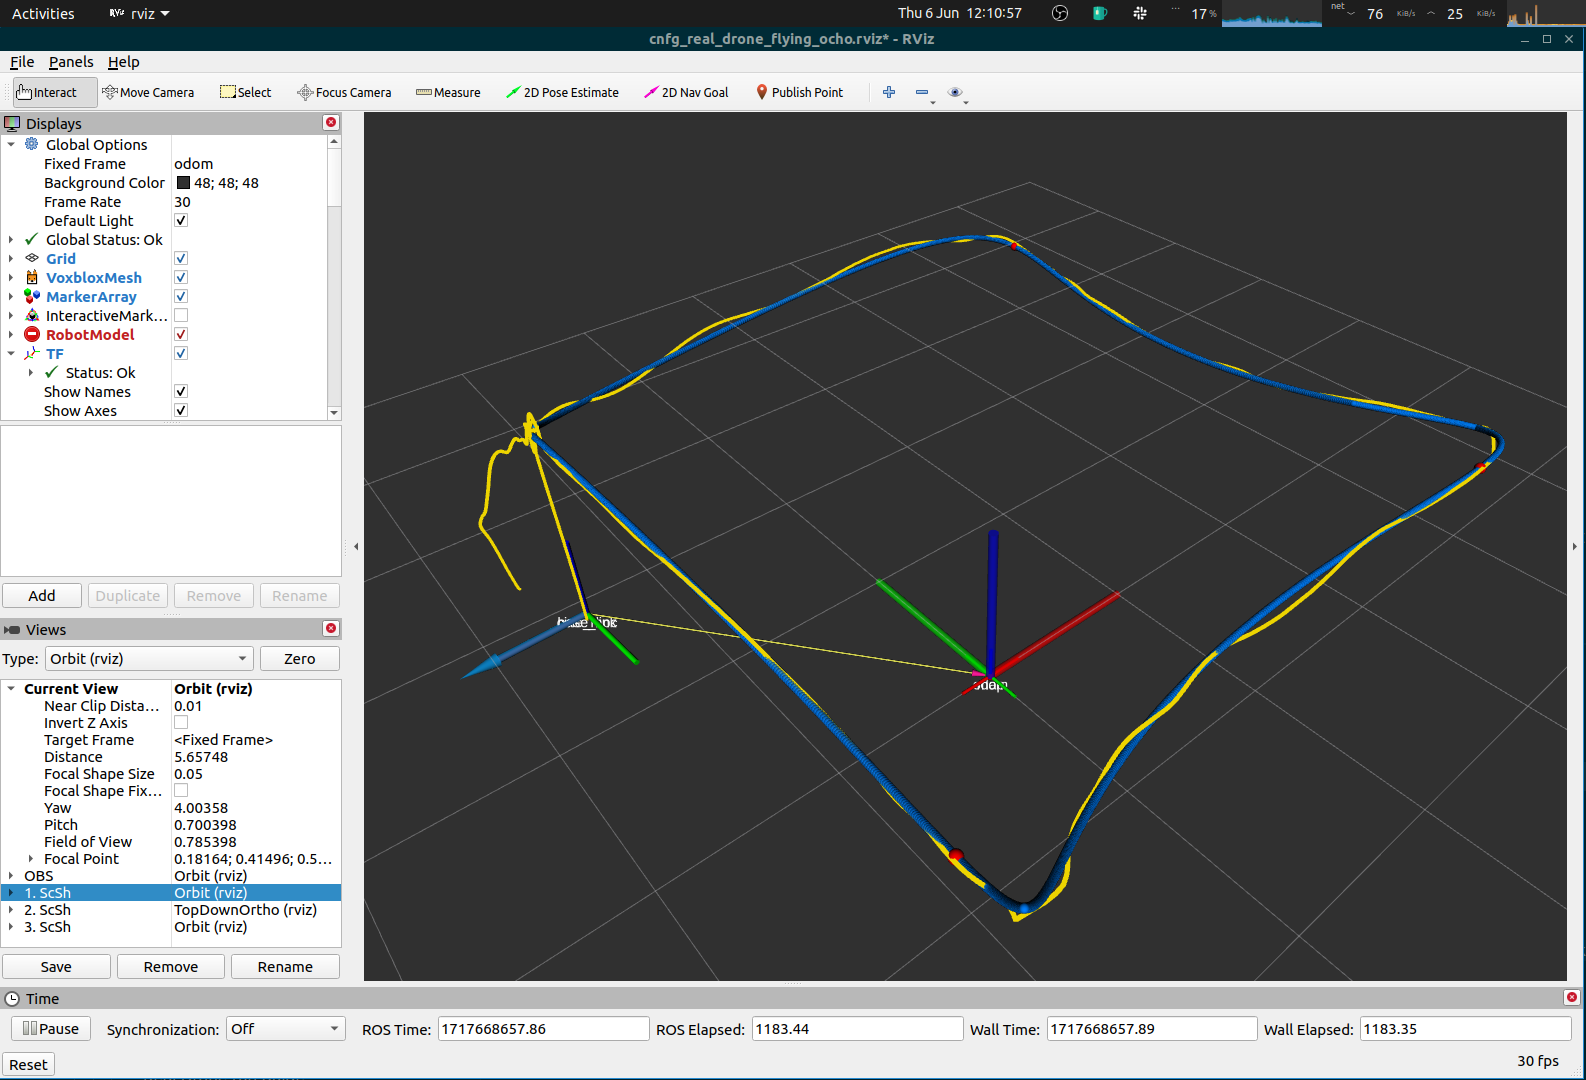 Activities RViz rviz Thu 6 Jun 12:10:57 17% net 76 KiB/s 25 KiB/s
cnfg_real_drone_flying_ocho.rviz* - RViz
File Panels Help
Interact Move Camera Select Focus Camera Measure 2D Pose Estimate 2D Nav Goal Publish Point
Displays
Global Options
Fixed Frame odom
Background Color 48; 48; 48
Frame Rate 30
Default Light
Global Status: Ok
Grid
VoxbloxMesh
MarkerArray
InteractiveMark...
RobotModel
TF
Status: Ok
Show Names
Show Axes
Add Duplicate Remove Rename
Views
Type: Orbit (rviz) Zero
Current View Orbit (rviz)
Near Clip Dista... 0.01
Invert Z Axis
Target Frame <Fixed Frame>
Distance 5.65748
Focal Shape Size 0.05
Focal Shape Fix...
Yaw 4.00358
Pitch 0.700398
Field of View 0.785398
Focal Point 0.18164; 0.41496; 0.5...
OBS Orbit (rviz)
1. ScSh Orbit (rviz)
2. ScSh TopDownOrtho (rviz)
3. ScSh Orbit (rviz)
Save Remove Rename
odom
Time
Pause Synchronization: Off ROS Time: 1717668657.86 ROS Elapsed: 1183.44 Wall Time: 1717668657.89 Wall Elapsed: 1183.35
Reset 30 fps